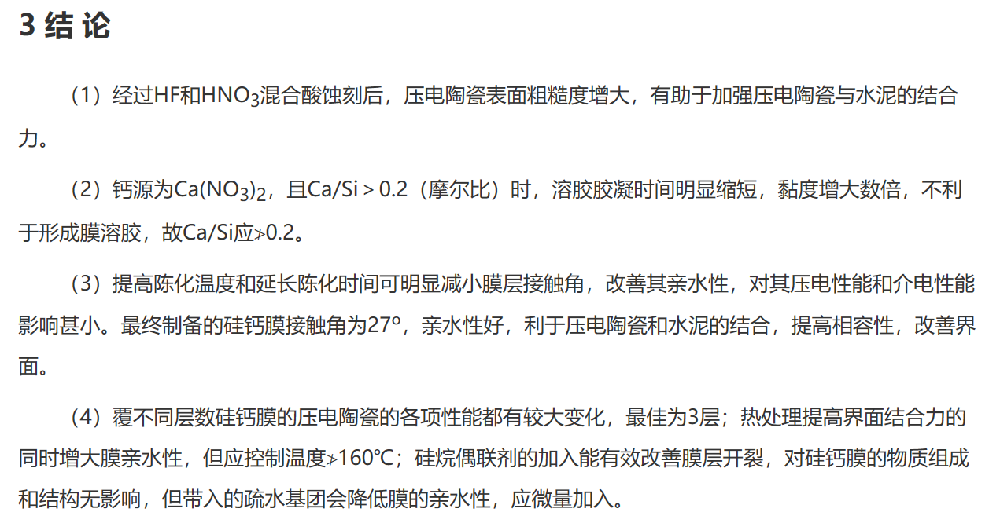 3 结 论
（1）经过HF和HNO₃混合酸蚀刻后，压电陶瓷表面粗糙度增大，有助于加强压电陶瓷与水泥的结合
力。
（2）钙源为Ca(NO₃)₂，且Ca/Si＞0.2（摩尔比）时，溶胶胶凝时间明显缩短，黏度增大数倍，不利
于形成膜溶胶，故Ca/Si应≯0.2。
（3）提高陈化温度和延长陈化时间可明显减小膜层接触角，改善其亲水性，对其压电性能和介电性能
影响甚小。最终制备的硅钙膜接触角为27º，亲水性好，利于压电陶瓷和水泥的结合，提高相容性，改善界
面。
（4）覆不同层数硅钙膜的压电陶瓷的各项性能都有较大变化，最佳为3层；热处理提高界面结合力的
同时增大膜亲水性，但应控制温度≯160℃；硅烷偶联剂的加入能有效改善膜层开裂，对硅钙膜的物质组成
和结构无影响，但带入的疏水基团会降低膜的亲水性，应微量加入。